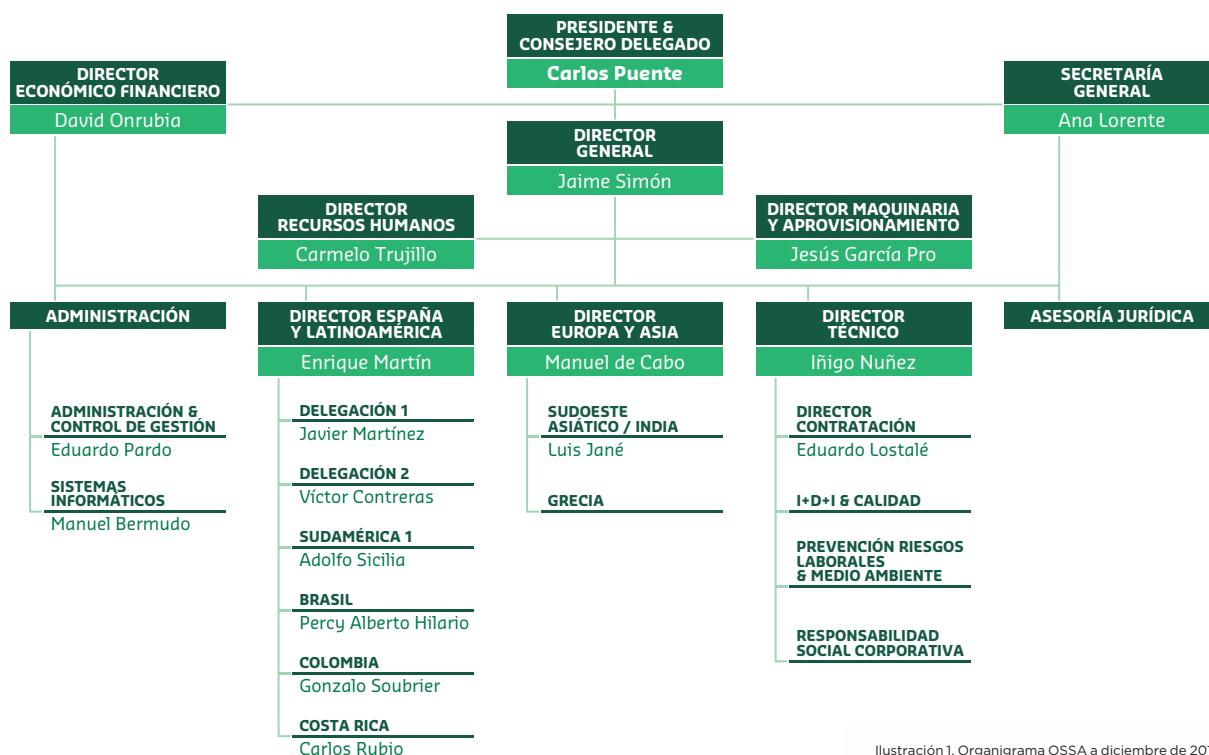 PRESIDENTE &
CONSEJERO DELEGADO
Carlos Puente
DIRECTOR
ECONÓMICO FINANCIERO
David Onrubia
SECRETARÍA
GENERAL
Ana Lorente
DIRECTOR
GENERAL
Jaime Simón
DIRECTOR
RECURSOS HUMANOS
Carmelo Trujillo
DIRECTOR MAQUINARIA
Y APROVISIONAMIENTO
Jesús García Pro
ADMINISTRACIÓN
ADMINISTRACIÓN &
CONTROL DE GESTIÓN
Eduardo Pardo
SISTEMAS
INFORMÁTICOS
Manuel Bermudo
DIRECTOR ESPAÑA
Y LATINOAMÉRICA
Enrique Martín
DELEGACIÓN 1
Javier Martínez
DELEGACIÓN 2
Víctor Contreras
SUDAMÉRICA 1
Adolfo Sicilia
BRASIL
Percy Alberto Hilario
COLOMBIA
Gonzalo Soubrier
COSTA RICA
Carlos Rubio
DIRECTOR
EUROPA Y ASIA
Manuel de Cabo
SUDOESTE
ASIÁTICO / INDIA
Luis Jané
GRECIA
DIRECTOR
TÉCNICO
Iñigo Nuñez
DIRECTOR
CONTRATACIÓN
Eduardo Lostalé
I+D+I & CALIDAD
PREVENCIÓN RIESGOS
LABORALES
& MEDIO AMBIENTE
RESPONSABILIDAD
SOCIAL CORPORATIVA
ASESORÍA JURÍDICA
Ilustración 1. Organigrama OSSA a diciembre de